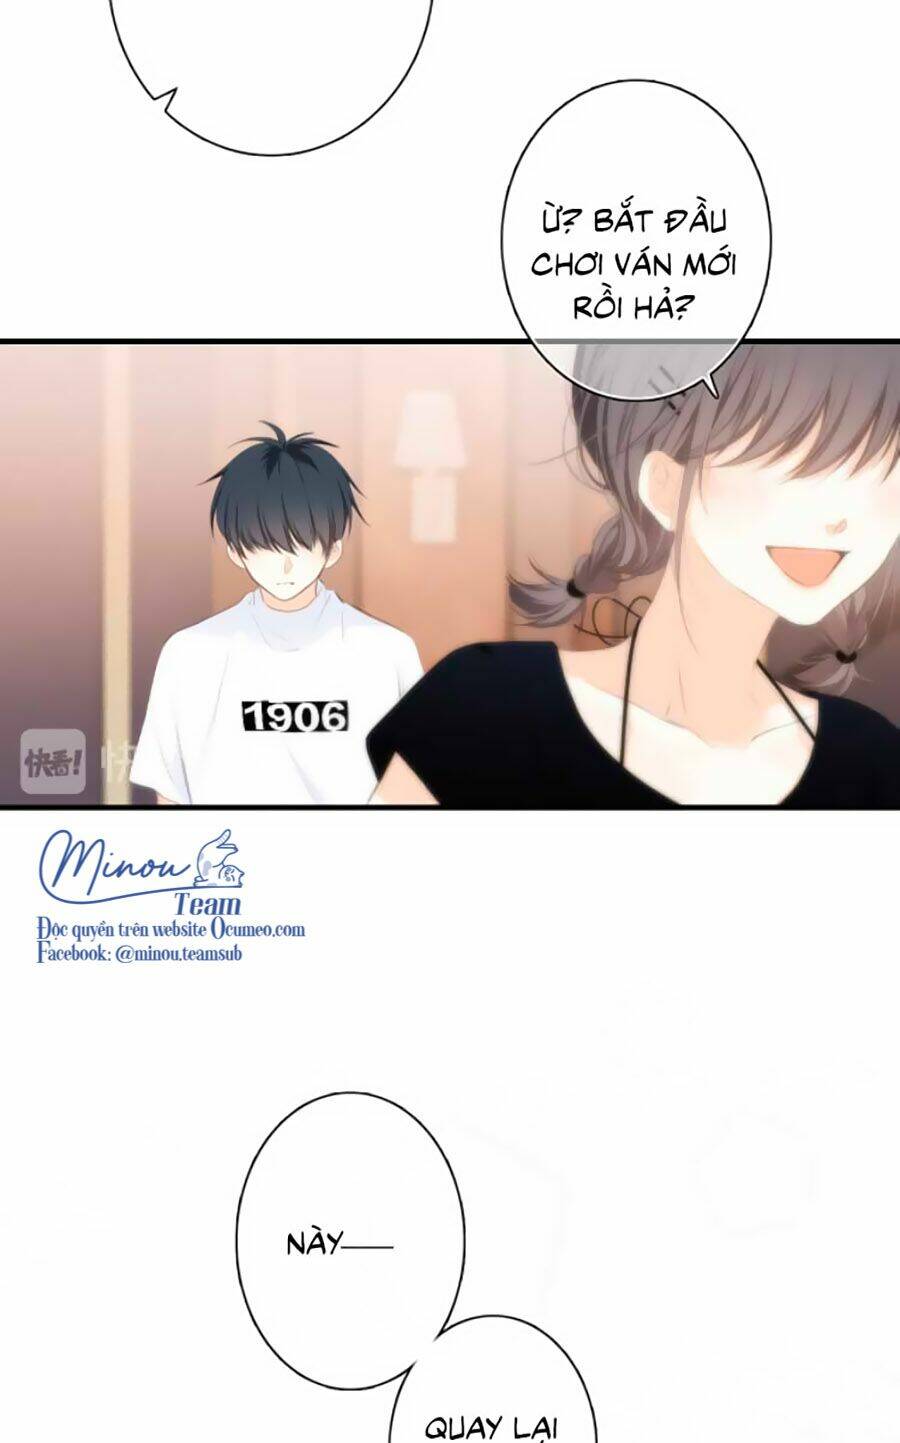 Ừ? BẮT ĐẦU
CHƠI VÁN MỚI
RỒI HẢ?
1906
快看!
快
Minou
Team
Độc quyền trên website Ocumeo.com
Facebook: @minou.teamsub
NÀY——
QUAY LẠI